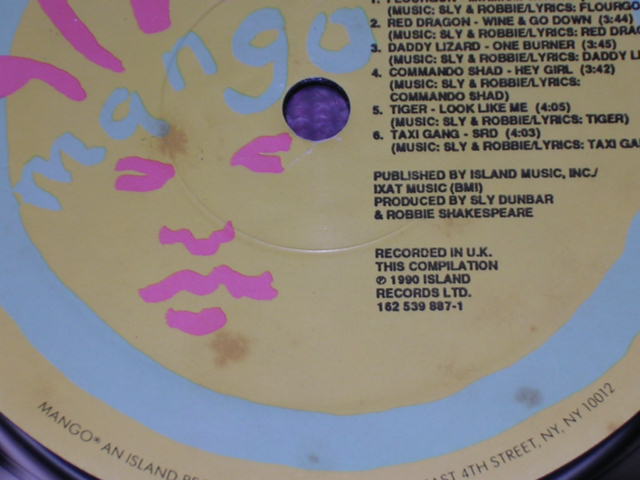 mango
(MUSIC: SLY & ROBBIE/LYRICS: FLOURGO
2. RED DRAGON - WINE & GO DOWN (3:44)
(MUSIC: SLY & ROBBIE/LYRICS: RED DRAG
3. DADDY LIZARD - ONE BURNER (3:45)
(MUSIC: SLY & ROBBIE/LYRICS: DADDY LI
4. COMMANDO SHAD - HEY GIRL (3:42)
(MUSIC: SLY & ROBBIE/LYRICS:
COMMANDO SHAD)
5. TIGER - LOOK LIKE ME (4:05)
(MUSIC: SLY & ROBBIE/LYRICS: TIGER)
6. TAXI GANG - SRD (4:03)
(MUSIC: SLY & ROBBIE/LYRICS: TAXI GA
PUBLISHED BY ISLAND MUSIC, INC./
IXAT MUSIC (BMI)
PRODUCED BY SLY DUNBAR
& ROBBIE SHAKESPEARE
RECORDED IN U.K.
THIS COMPILATION
℗ 1990 ISLAND
RECORDS LTD.
162 539 887-1
MANGO® AN ISLAND RE
EAST 4TH STREET, NY, NY 10012